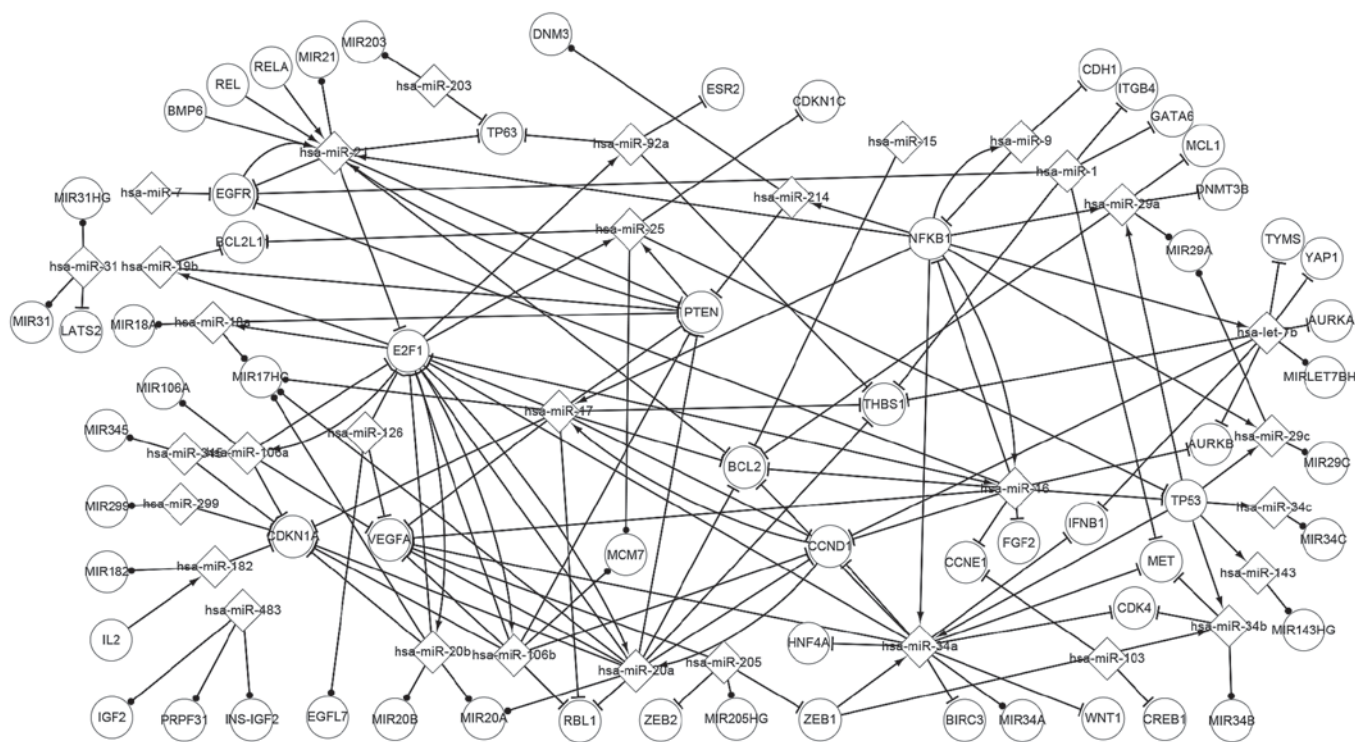 DNM3
MIR203
MIR21
RELA
REL
BMP6
hsa-miR-203
ESR2
CDKN1C
CDH1
ITGB4
GATA6
MCL1
TP63
hsa-miR-92a
hsa-miR-15
hsa-miR-9
hsa-miR-21
hsa-miR-1
hsa-miR-7
EGFR
hsa-miR-214
hsa-miR-29a
DNMT3B
MIR31HG
hsa-miR-25
NFKB1
BCL2L1
MIR29A
TYMS
YAP1
hsa-miR-31
hsa-miR-19b
MIR31
LATS2
MIR18A
hsa-miR-18a
PTEN
AURKA
hsa-let-7b
E2F1
MIR17HG
MIRLET7BHG
MIR106A
THBS1
hsa-miR-17
MIR345
hsa-miR-126
hsa-miR-345
hsa-miR-106a
AURKB
hsa-miR-29c
BCL2
MIR29C
hsa-miR-16
TP53
MIR299
hsa-miR-299
hsa-miR-34c
CDKN1A
VEGFA
MCM7
CCND1
FGF2
IFNB1
MIR34C
CCNE1
MET
MIR182
hsa-miR-182
hsa-miR-143
hsa-miR-483
CDK4
IL2
HNF4A
hsa-miR-34a
hsa-miR-34b
MIR143HG
hsa-miR-20b
hsa-miR-106b
hsa-miR-20a
hsa-miR-205
hsa-miR-103
IGF2
PRPF31
INS-IGF2
EGFL7
MIR20B
MIR20A
RBL1
ZEB2
MIR205HG
ZEB1
BIRC3
MIR34A
WNT1
CREB1
MIR34B